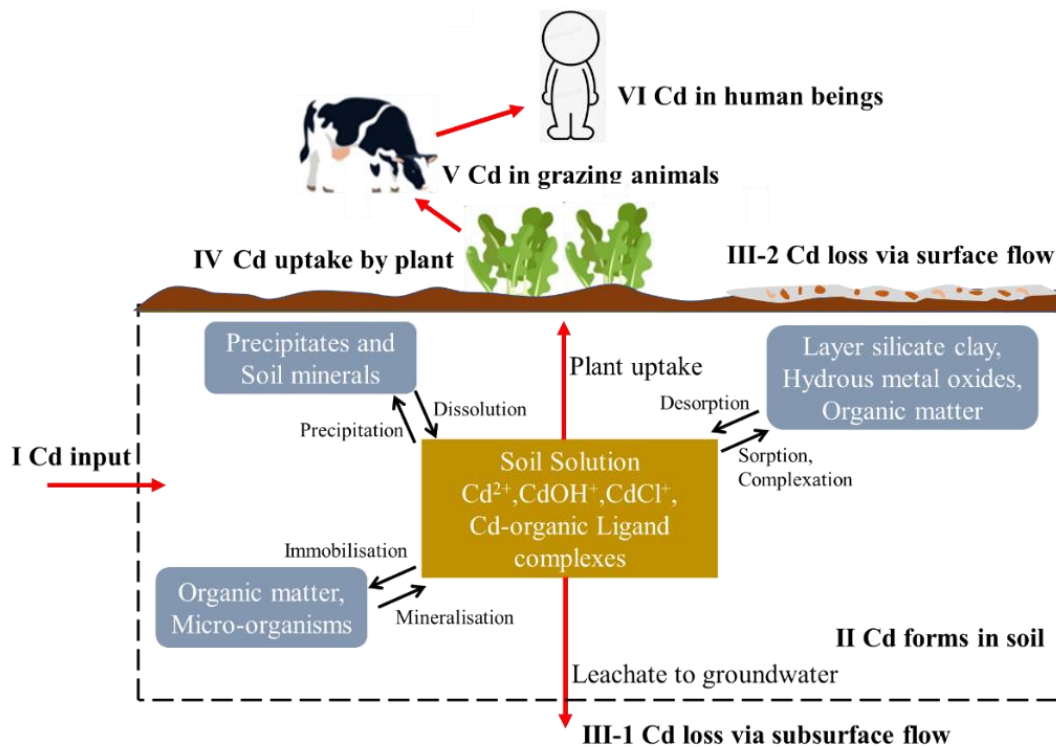 VI Cd in human beings
V Cd in grazing animals
IV Cd uptake by plant
III-2 Cd loss via surface flow
Precipitates and
Soil minerals
Plant uptake
Layer silicate clay,
Hydrous metal oxides,
Organic matter
Dissolution
Precipitation
Desorption
Sorption,
Complexation
I Cd input
Soil Solution
Cd²⁺,CdOH⁺,CdCl⁺,
Cd-organic Ligand
complexes
Immobilisation
Organic matter,
Micro-organisms
Mineralisation
II Cd forms in soil
Leachate to groundwater
III-1 Cd loss via subsurface flow